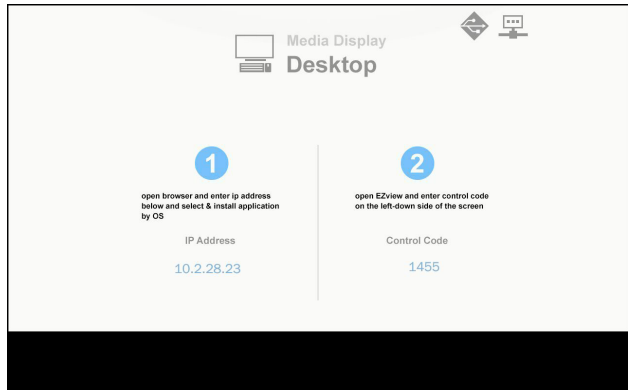 Media Display
Desktop
1
open browser and enter ip address
below and select & install application
by OS
IP Address
10.2.28.23
2
open EZview and enter control code
on the left-down side of the screen
Control Code
1455